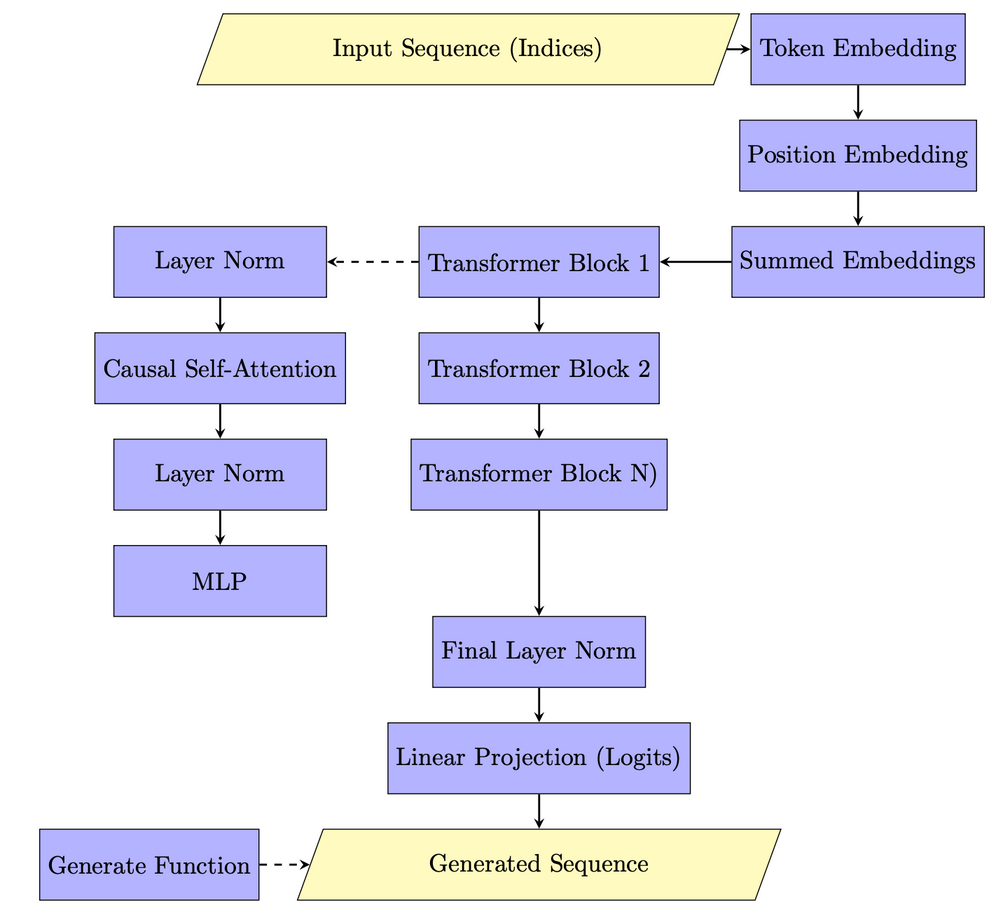 Input Sequence (Indices)
Token Embedding
Position Embedding
Layer Norm
Transformer Block 1
Summed Embeddings
Causal Self-Attention
Transformer Block 2
Layer Norm
Transformer Block N)
MLP
Final Layer Norm
Linear Projection (Logits)
Generate Function
Generated Sequence